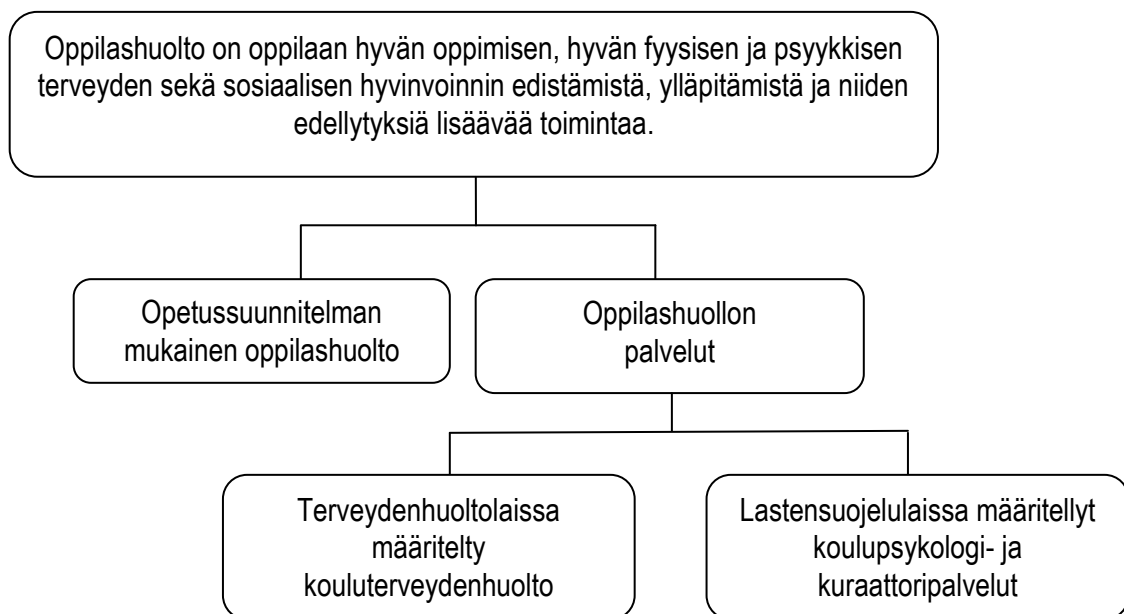 Oppilashuolto on oppilaan hyvän oppimisen, hyvän fyysisen ja psyykkisen
terveyden sekä sosiaalisen hyvinvoinnin edistämistä, ylläpitämistä ja niiden
edellytyksiä lisäävää toimintaa.
Opetussuunnitelman
mukainen oppilashuolto
Oppilashuollon
palvelut
Terveydenhuoltolaissa
määritelty
kouluterveydenhuolto
Lastensuojelulaissa määritellyt
koulupsykologi- ja
kuraattoripalvelut